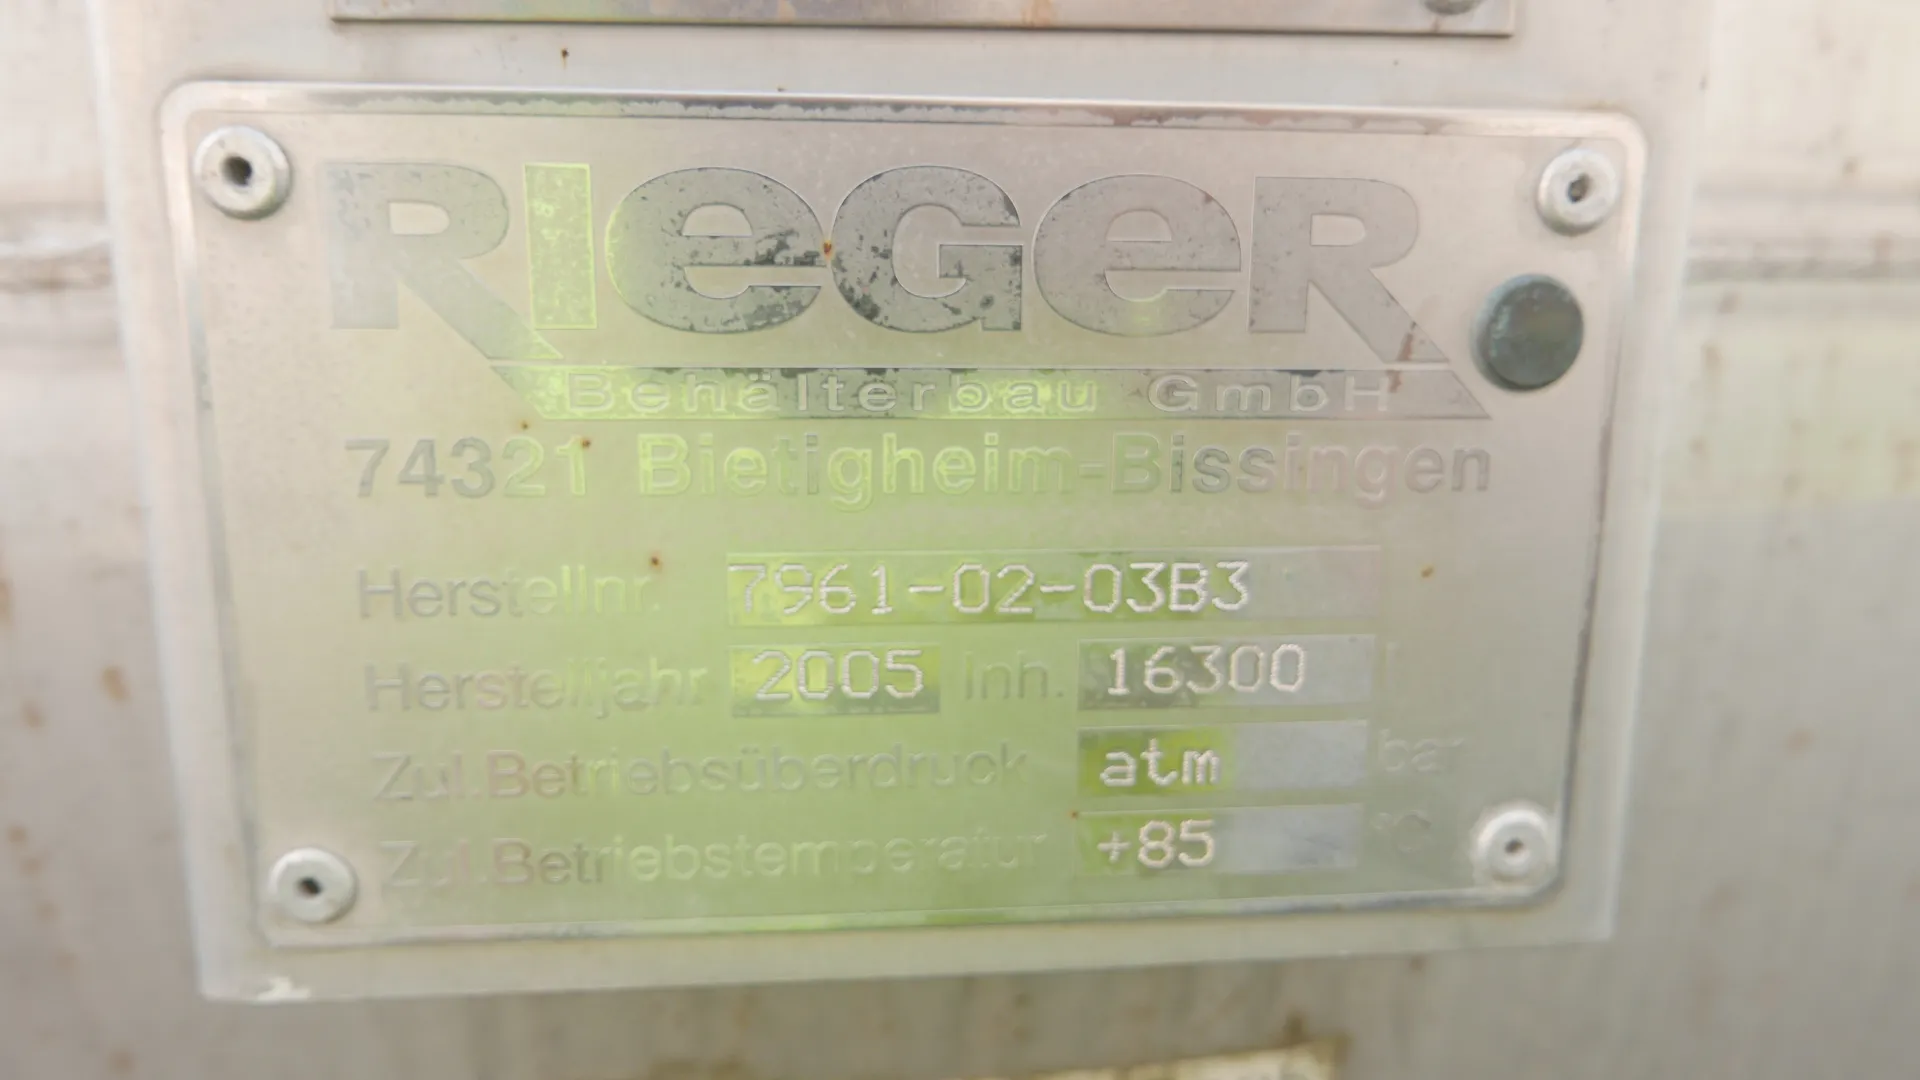 RIeGeR
Behälterbau GmbH
74321 Bietigheim-Bissingen
Herstellnr. 7961-02-03B3
Herstelljahr 2005 Inh. 16300 l
Zul.Betriebsüberdruck atm bar
Zul.Betriebstemperatur +85 °C